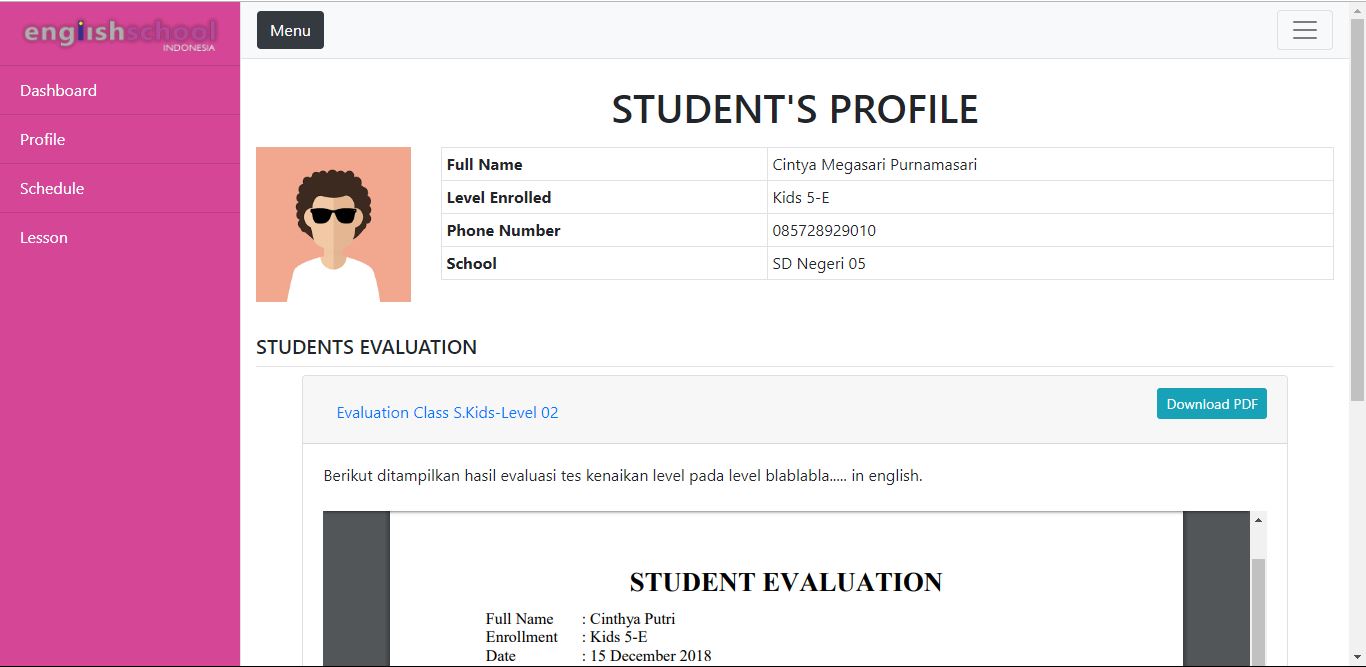 englishschool
INDONESIA
Menu
Dashboard
Profile
Schedule
Lesson
STUDENT'S PROFILE
Full Name Cintya Megasari Purnamasari
Level Enrolled Kids 5-E
Phone Number 085728929010
School SD Negeri 05
STUDENTS EVALUATION
Evaluation Class S.Kids-Level 02
Download PDF
Berikut ditampilkan hasil evaluasi tes kenaikan level pada level blablabla..... in english.
STUDENT EVALUATION
Full Name : Cinthya Putri
Enrollment : Kids 5-E
Date : 15 December 2018